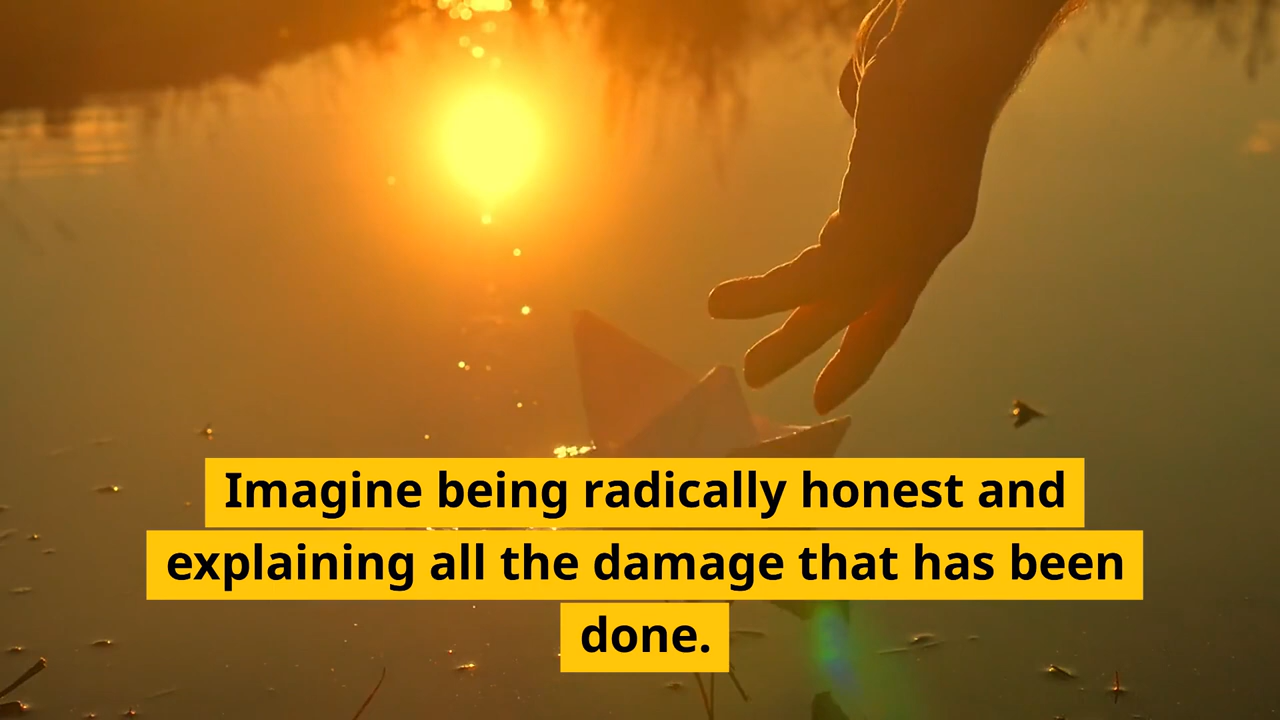 Imagine being radically honest and
explaining all the damage that has been
done.